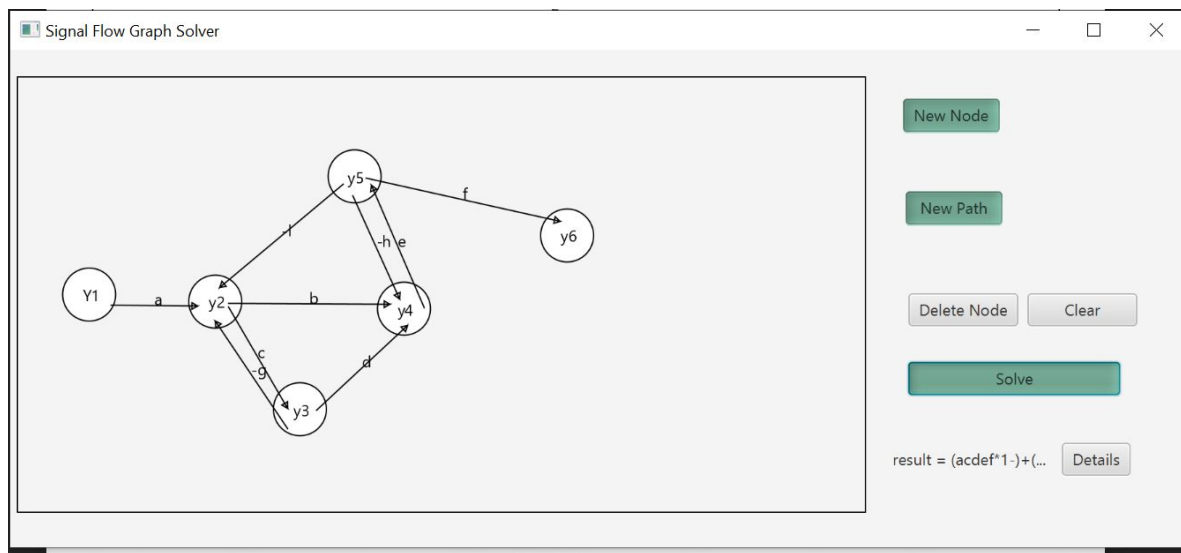 Signal Flow Graph Solver
New Node
y5
f
New Path
-l
-h e
y6
Y1
a
y2
b
y4
Delete Node
Clear
c
-g
d
Solve
y3
result = (acdef*1-)+(...
Details